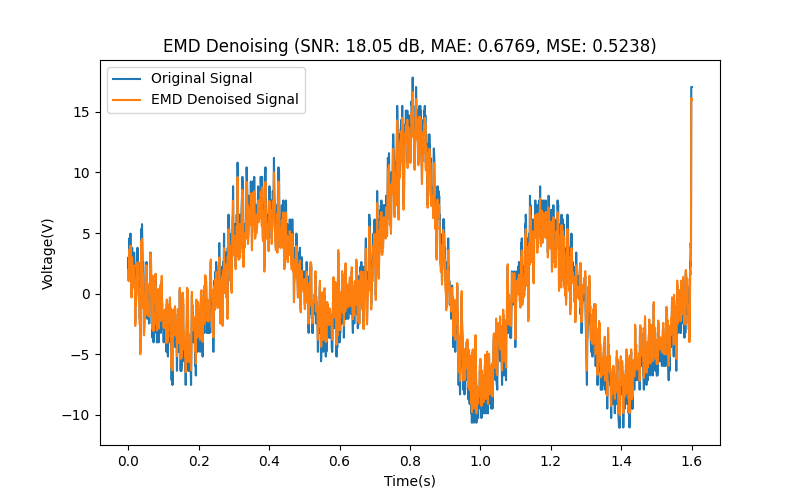 EMD Denoising (SNR: 18.05 dB, MAE: 0.6769, MSE: 0.5238)
Original Signal
EMD Denoised Signal
15
10
5
0
−5
−10
Voltage(V)
0.0 0.2 0.4 0.6 0.8 1.0 1.2 1.4 1.6
Time(s)